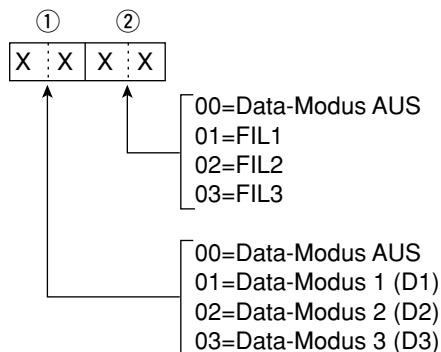 ① ②
X X X X
00=Data-Modus AUS
01=FIL1
02=FIL2
03=FIL3
00=Data-Modus AUS
01=Data-Modus 1 (D1)
02=Data-Modus 2 (D2)
03=Data-Modus 3 (D3)